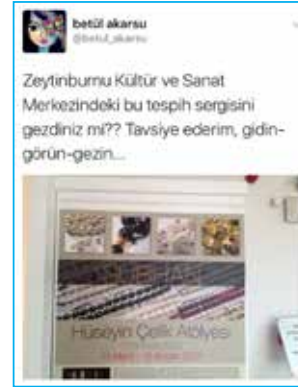 betül akarsu
@betul_akarsu
Zeytinburnu Kültür ve Sanat
Merkezindeki bu tespih sergisini
gezdiniz mi?? Tavsiye ederim, gidin-
görün-gezin...
Hüseyin Çelik Atölyesi